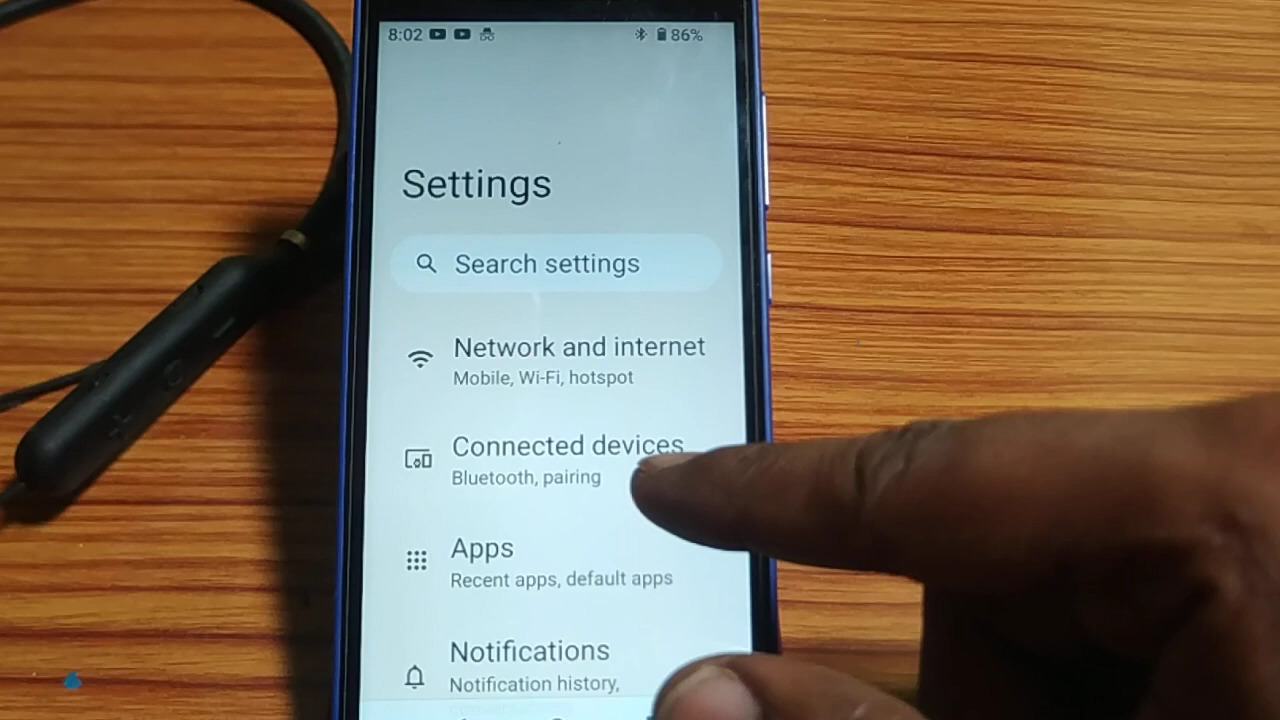 8:02 86%
Settings
Search settings
Network and internet
Mobile, Wi-Fi, hotspot
Connected devices
Bluetooth, pairing
Apps
Recent apps, default apps
Notifications
Notification history,